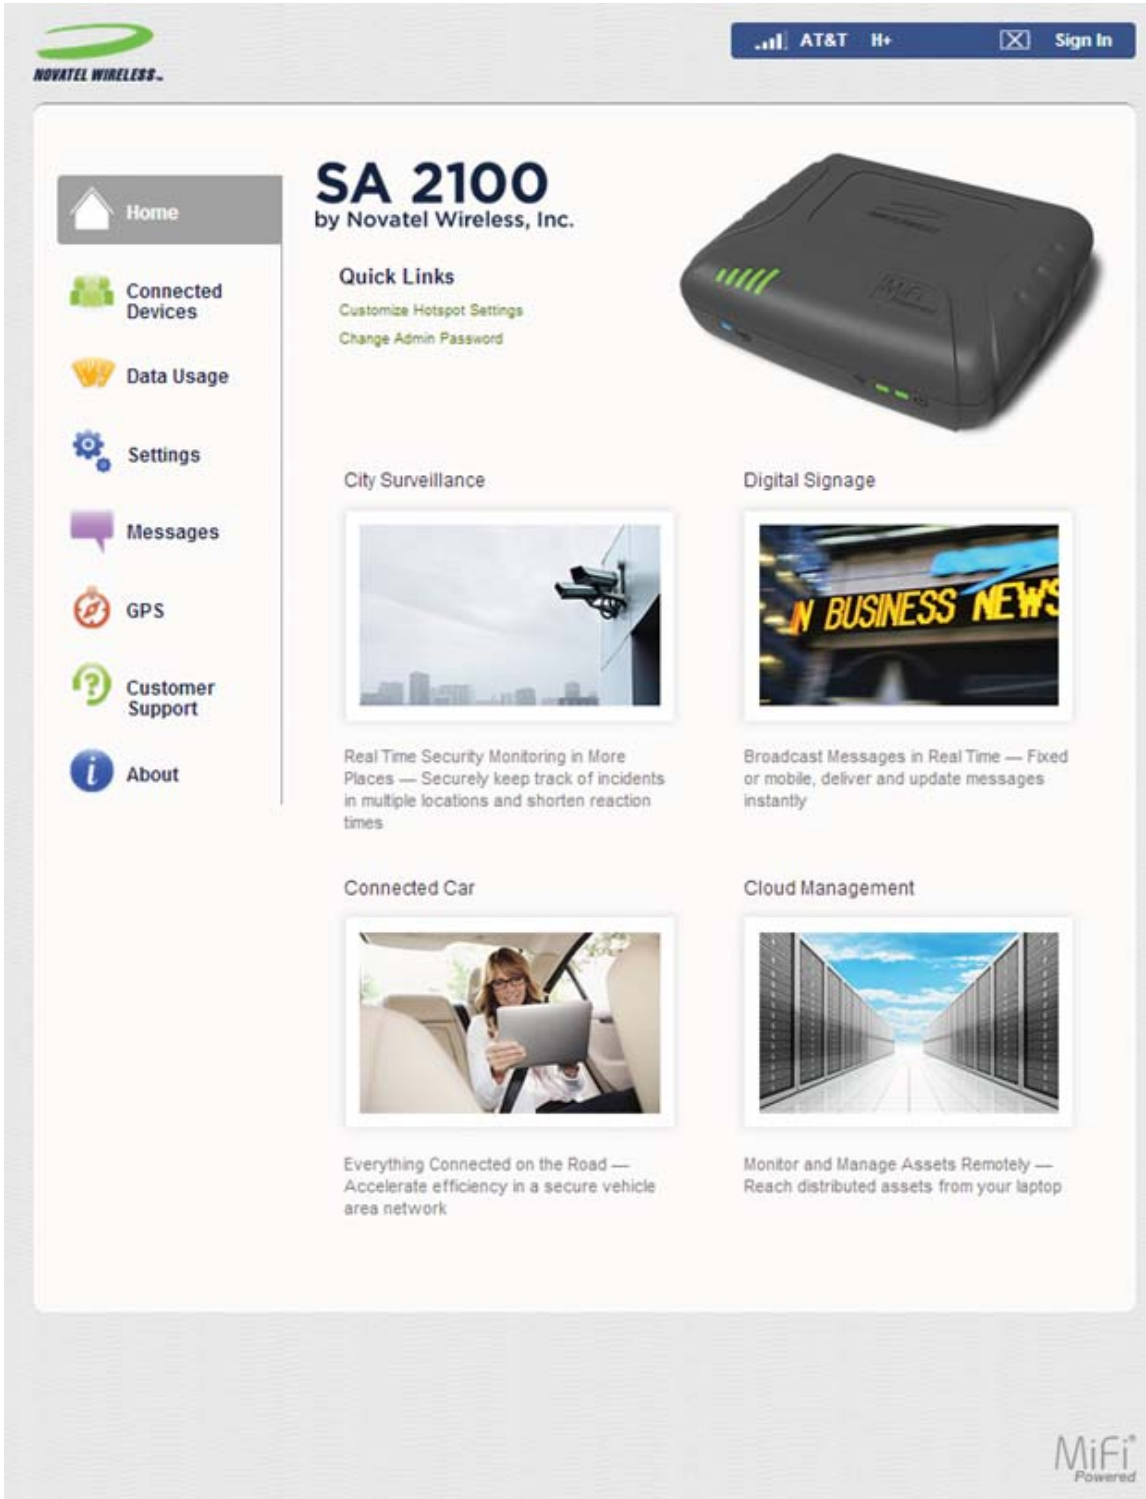 NOVATEL WIRELESS™
AT&T H+ Sign In
Home
Connected
Devices
Data Usage
Settings
Messages
GPS
Customer
Support
About
SA 2100
by Novatel Wireless, Inc.
Quick Links
Customize Hotspot Settings
Change Admin Password
MiFi
City Surveillance
Real Time Security Monitoring in More
Places — Securely keep track of incidents
in multiple locations and shorten reaction
times
Digital Signage
N BUSINESS NEWS
Broadcast Messages in Real Time — Fixed
or mobile, deliver and update messages
instantly
Connected Car
Everything Connected on the Road —
Accelerate efficiency in a secure vehicle
area network
Cloud Management
Monitor and Manage Assets Remotely —
Reach distributed assets from your laptop
MiFi®
Powered